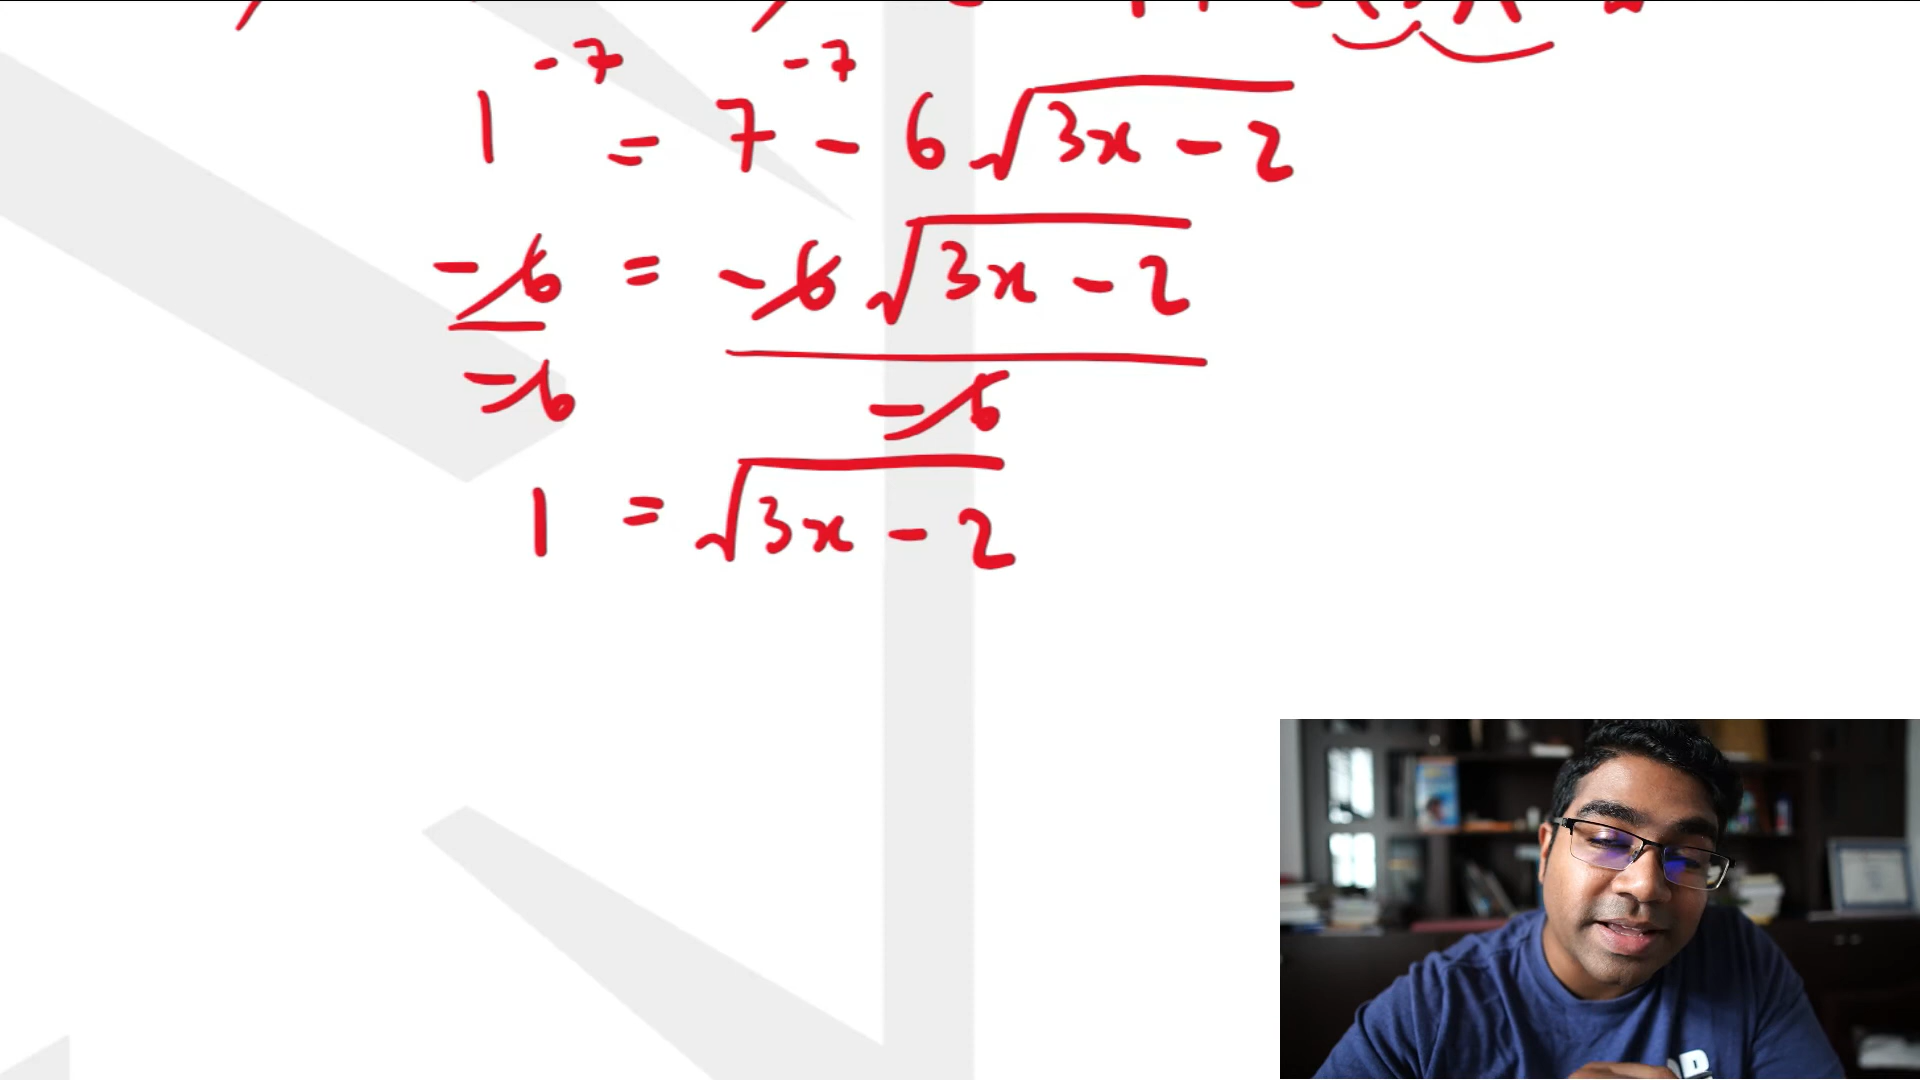 -7 -7
1 = 7 - 6√(3x - 2)
-6 = -6√(3x - 2)
-6 -6
1 = √(3x - 2)